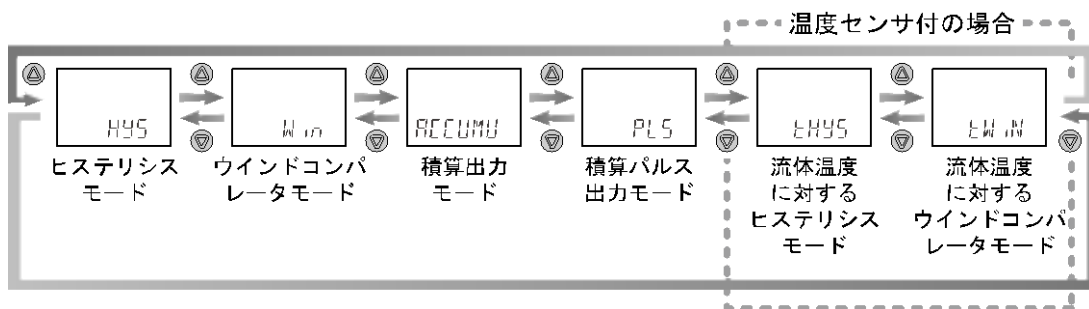 温度センサ付の場合
HYS
Win
ACCUMU
PLS
tHYS
tWiN
ヒステリシス
モード
ウインドコンパ
レータモード
積算出力
モード
積算パルス
出力モード
流体温度
に対する
ヒステリシス
モード
流体温度
に対する
ウインドコンパ
レータモード